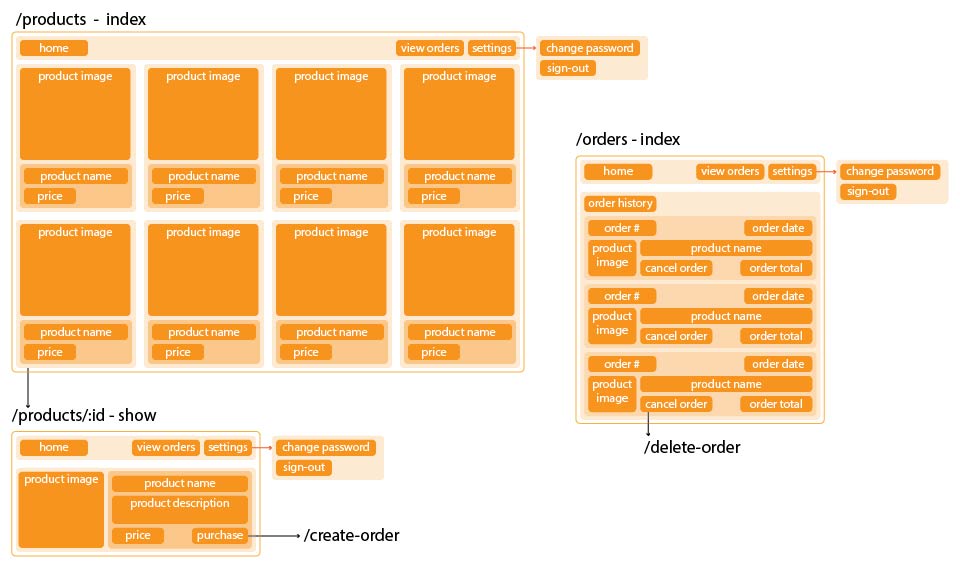 /products - index
home
view orders
settings
change password
sign-out
product image
product image
product image
product image
product name
product name
product name
product name
price
price
price
price
product image
product image
product image
product image
product name
product name
product name
product name
price
price
price
price
/orders - index
home
view orders
settings
change password
sign-out
order history
order #
order date
product
image
product name
cancel order
order total
order #
order date
product
image
product name
cancel order
order total
order #
order date
product
image
product name
cancel order
order total
/delete-order
/products/:id - show
home
view orders
settings
change password
sign-out
product image
product name
product description
price
purchase
/create-order